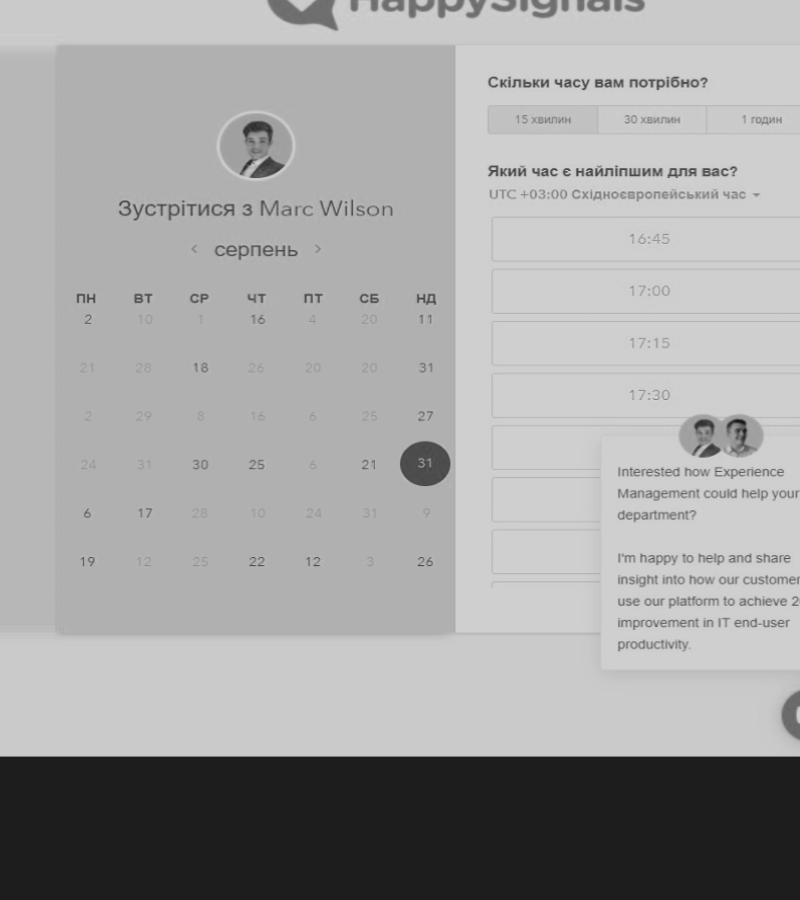 HappySignals
Зустрітися з Marc Wilson
серпень
ПН ВТ СР ЧТ ПТ СБ НД
2 10 1 16 4 20 11
21 28 18 26 20 20 31
2 29 8 16 6 25 27
24 31 30 25 6 21 31
6 17 28 10 24 31 9
19 12 25 22 12 3 26
Скільки часу вам потрібно?
15 хвилин 30 хвилин 1 годин
Який час є найліпшим для вас?
UTC +03:00 Східноєвропейський час
16:45
17:00
17:15
17:30
Interested how Experience
Management could help your
department?
I'm happy to help and share
insight into how our customer
use our platform to achieve 2
improvement in IT end-user
productivity.